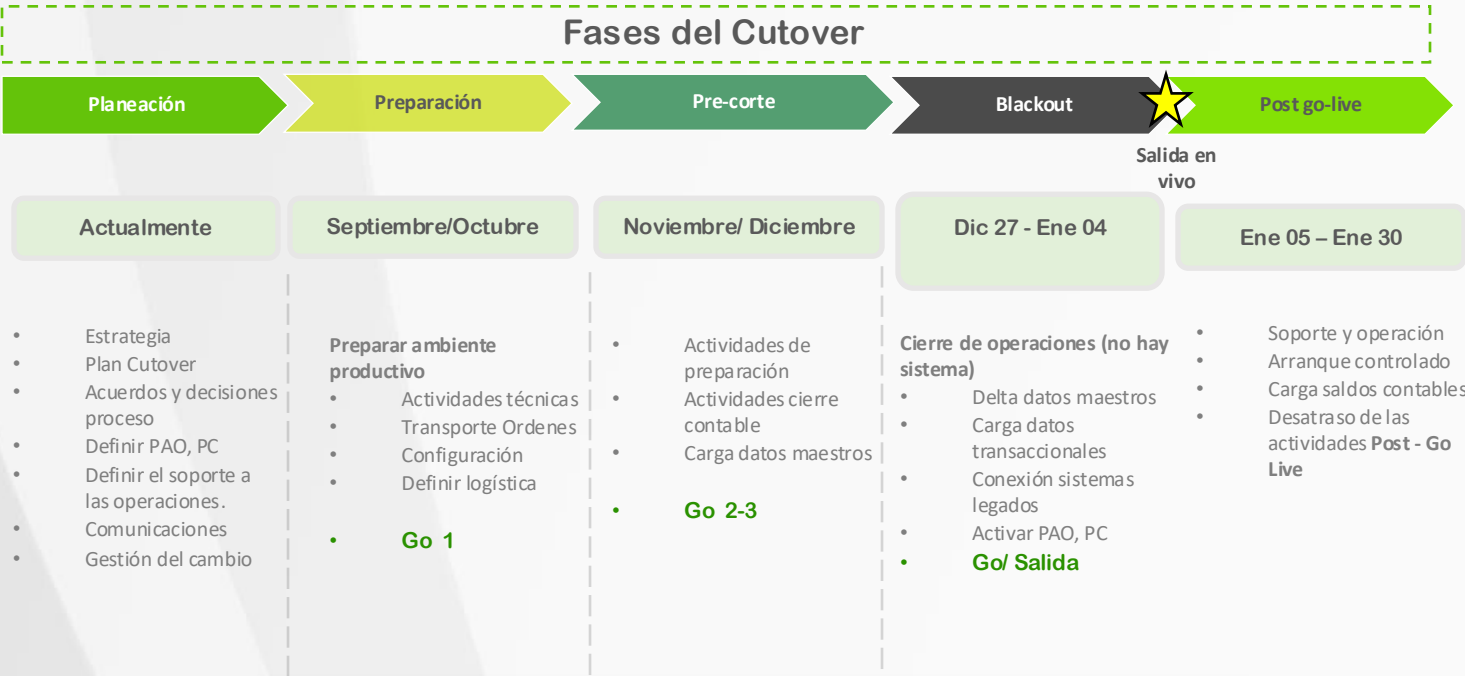 Fases del Cutover
Planeación
Preparación
Pre-corte
Blackout
Post go-live
Salida en
vivo
Actualmente
Septiembre/Octubre
Noviembre/ Diciembre
Dic 27 - Ene 04
Ene 05 – Ene 30
• Estrategia
• Plan Cutover
• Acuerdos y decisiones
proceso
• Definir PAO, PC
• Definir el soporte a
las operaciones.
• Comunicaciones
• Gestión del cambio
Preparar ambiente
productivo
• Actividades técnicas
• Transporte Ordenes
• Configuración
• Definir logística
• Go 1
• Actividades de
preparación
• Actividades cierre
contable
• Carga datos maestros
• Go 2-3
Cierre de operaciones (no hay
sistema)
• Delta datos maestros
• Carga datos
transaccionales
• Conexión sistemas
legados
• Activar PAO, PC
• Go/ Salida
• Soporte y operación
• Arranque controlado
• Carga saldos contables
• Desatraso de las
actividades Post - Go
Live